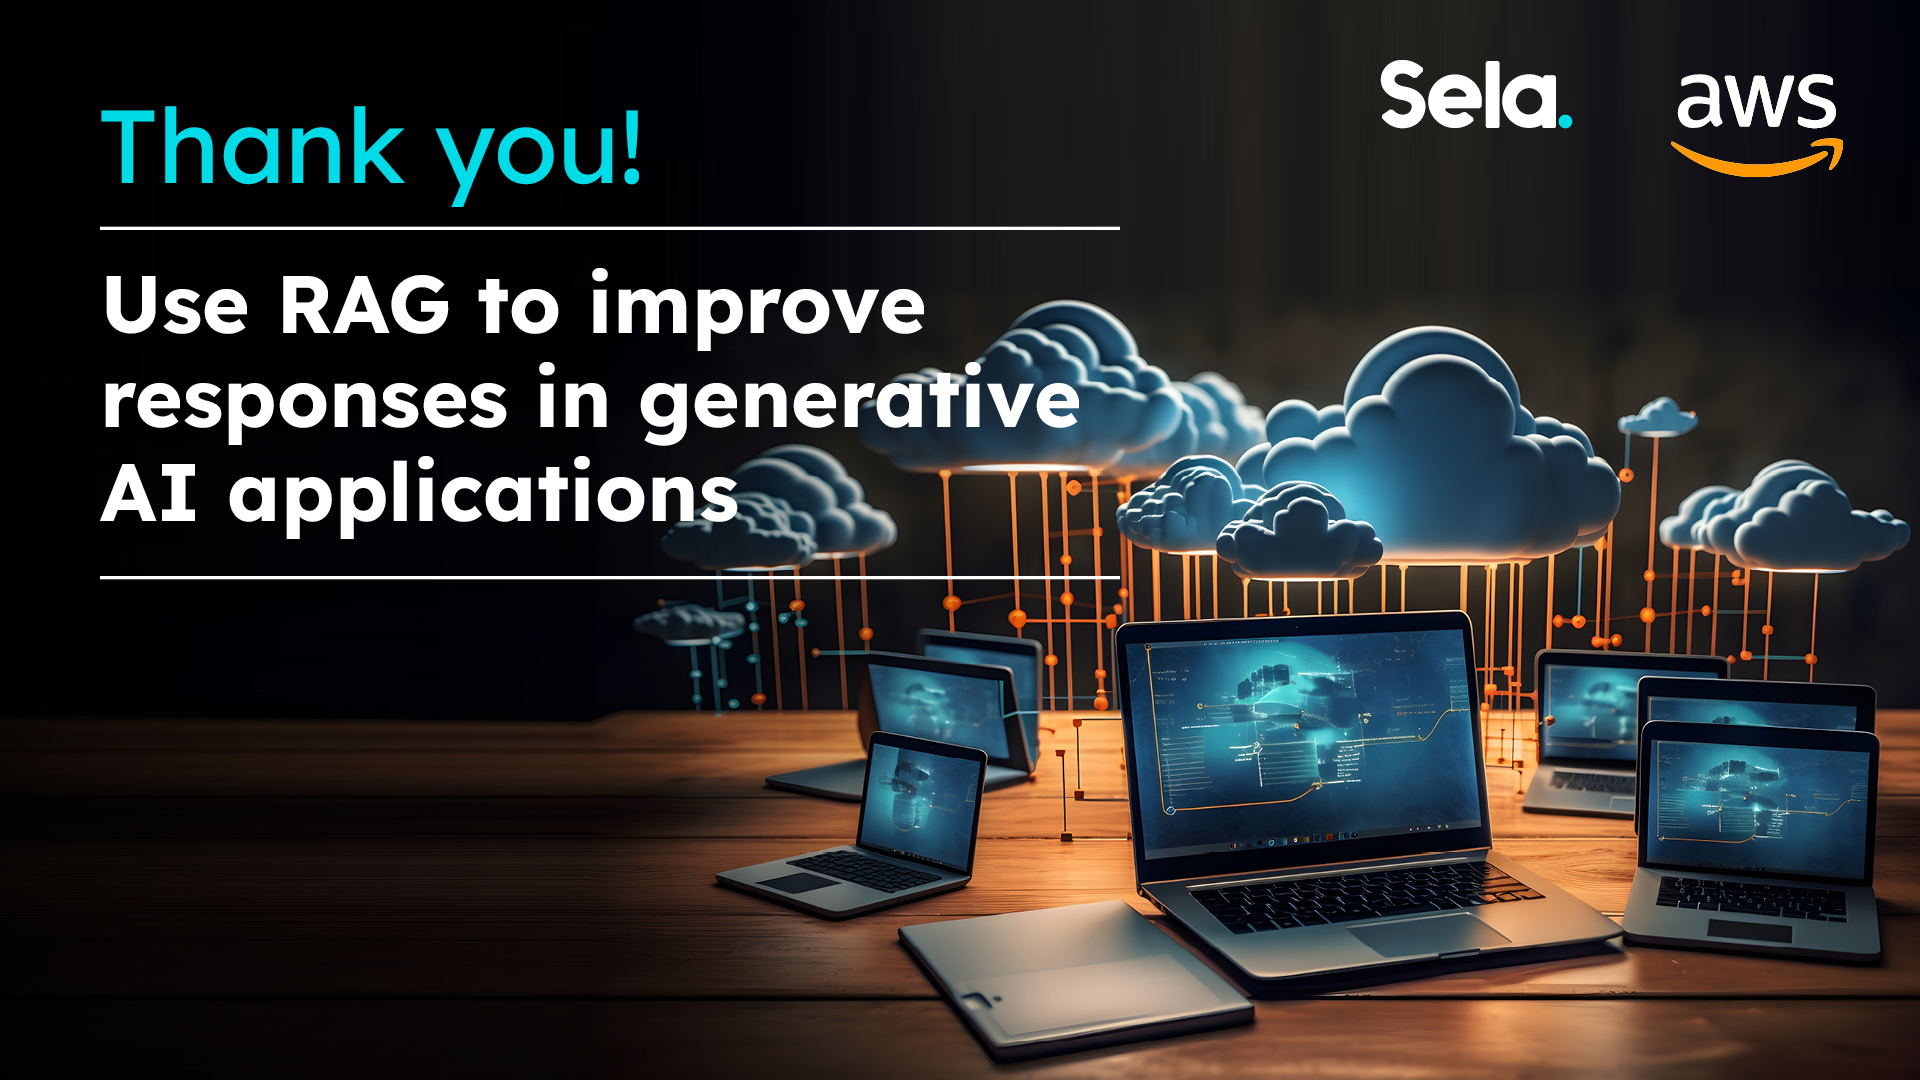 Thank you!
Sela.
aws
Use RAG to improve
responses in generative
AI applications